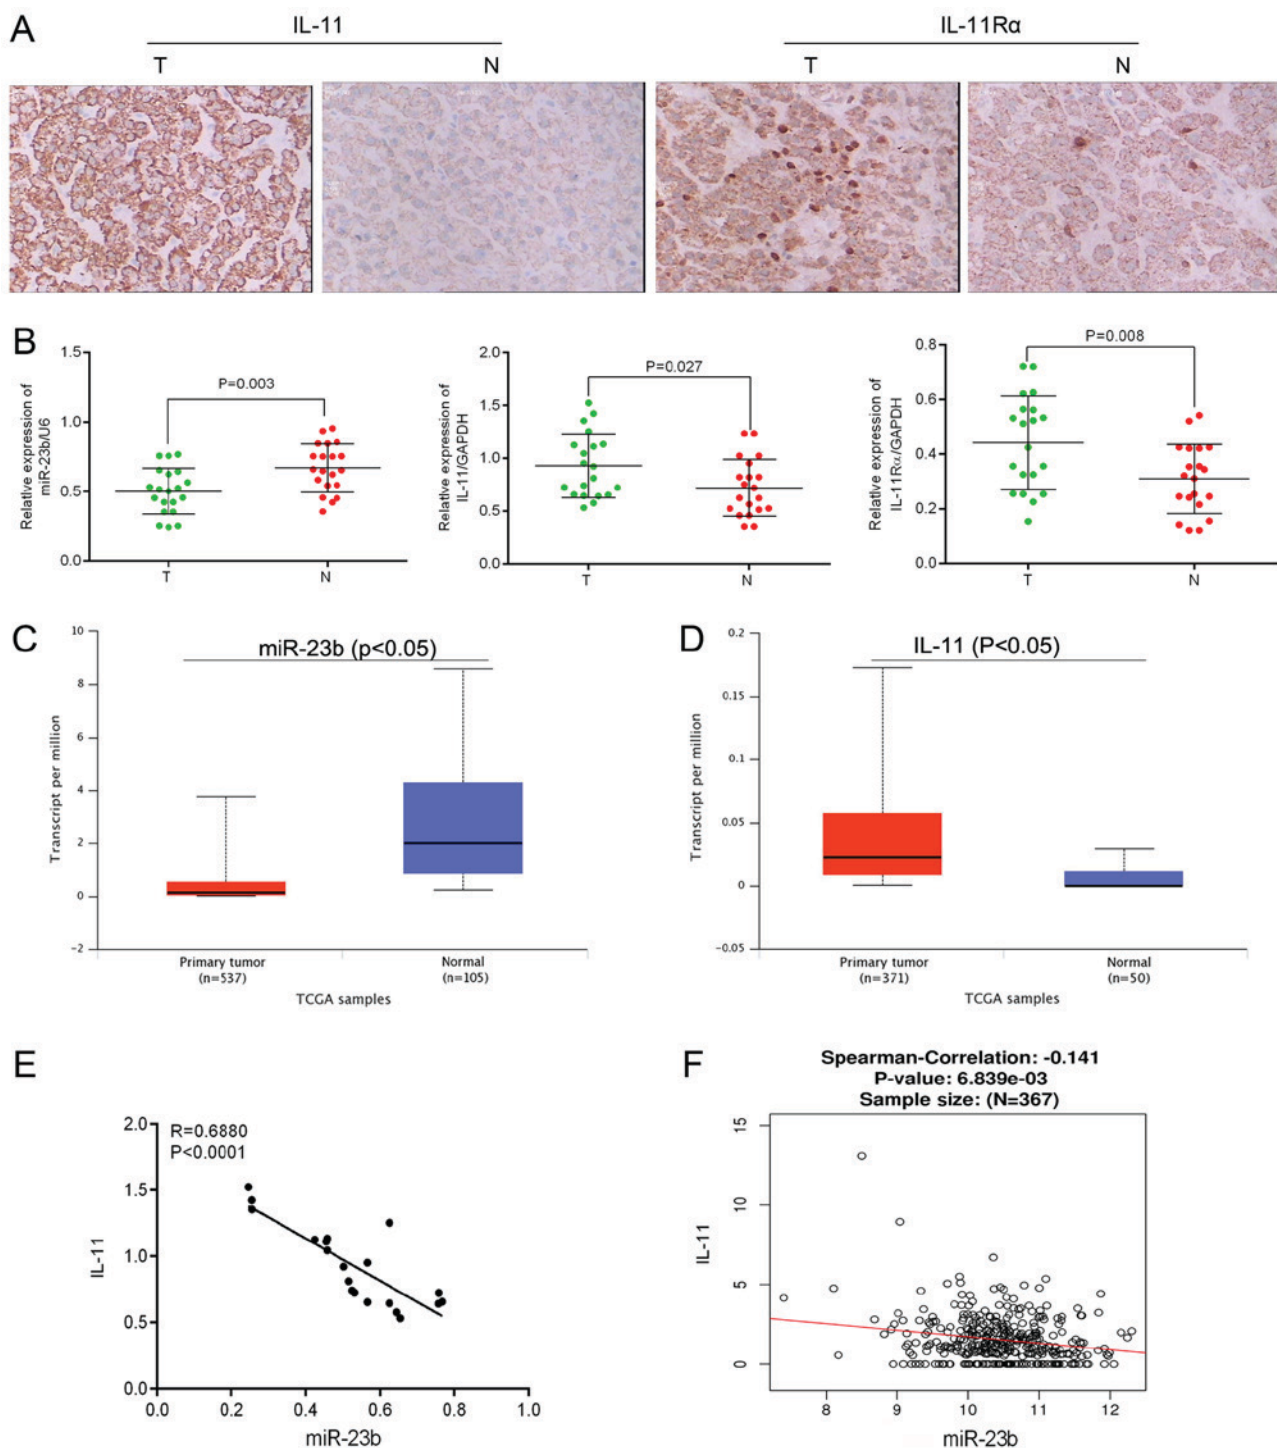 A
IL-11
IL-11Rα
T
N
T
N
B
Relative expression of
miR-23b/U6
1.5
1.0
0.5
0.0
P=0.003
T
N
Relative expression of
IL-11/GAPDH
2.0
1.5
1.0
0.5
0.0
P=0.027
T
N
Relative expression of
IL-11Rα/GAPDH
0.8
0.6
0.4
0.2
0.0
P=0.008
T
N
C
miR-23b (p<0.05)
Transcript per million
10
8
6
4
2
0
-2
Primary tumor
(n=537)
Normal
(n=105)
TCGA samples
D
IL-11 (P<0.05)
Transcript per million
0.2
0.15
0.1
0.05
0
-0.05
Primary tumor
(n=371)
Normal
(n=50)
TCGA samples
E
R=0.6880
P<0.0001
IL-11
2.0
1.5
1.0
0.5
0.0
0.0
0.2
0.4
0.6
0.8
1.0
miR-23b
F
Spearman-Correlation: -0.141
P-value: 6.839e-03
Sample size: (N=367)
IL-11
15
10
5
0
8
9
10
11
12
miR-23b